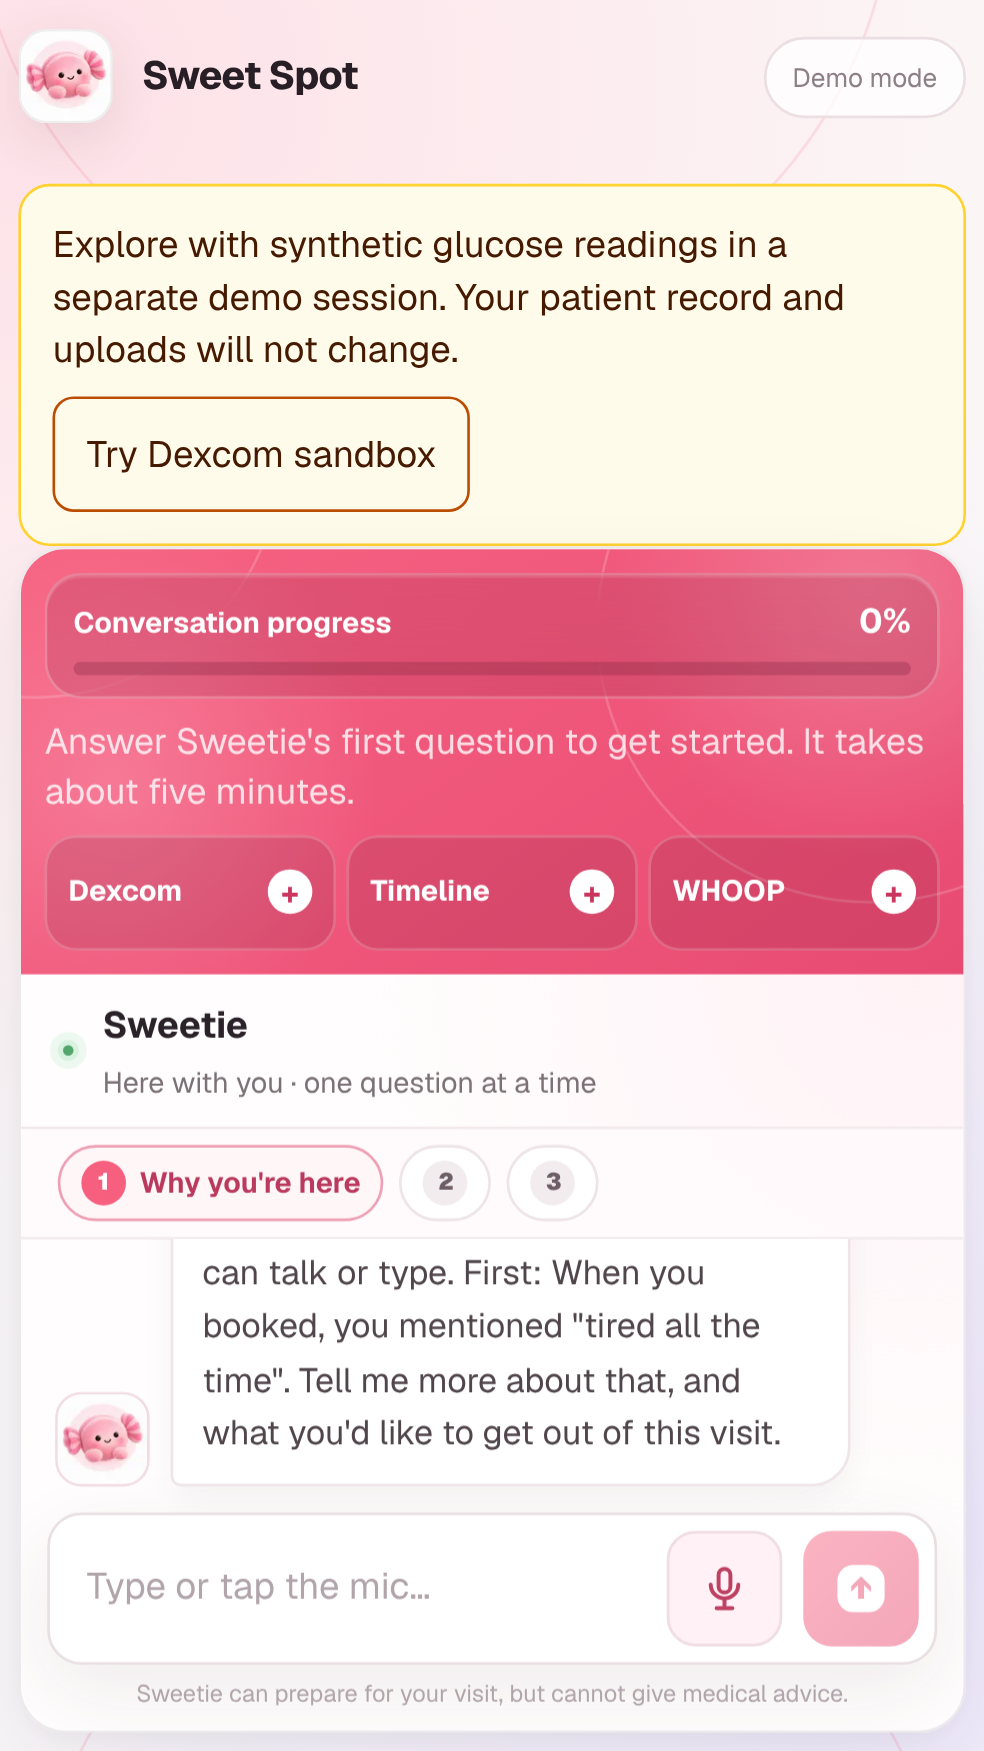 Sweet Spot
Demo mode
Explore with synthetic glucose readings in a
separate demo session. Your patient record and
uploads will not change.
Try Dexcom sandbox
Conversation progress
0%
Answer Sweetie's first question to get started. It takes
about five minutes.
Dexcom +
Timeline +
WHOOP +
Sweetie
Here with you · one question at a time
1 Why you're here
2
3
can talk or type. First: When you
booked, you mentioned "tired all the
time". Tell me more about that, and
what you'd like to get out of this visit.
Type or tap the mic...
Sweetie can prepare for your visit, but cannot give medical advice.